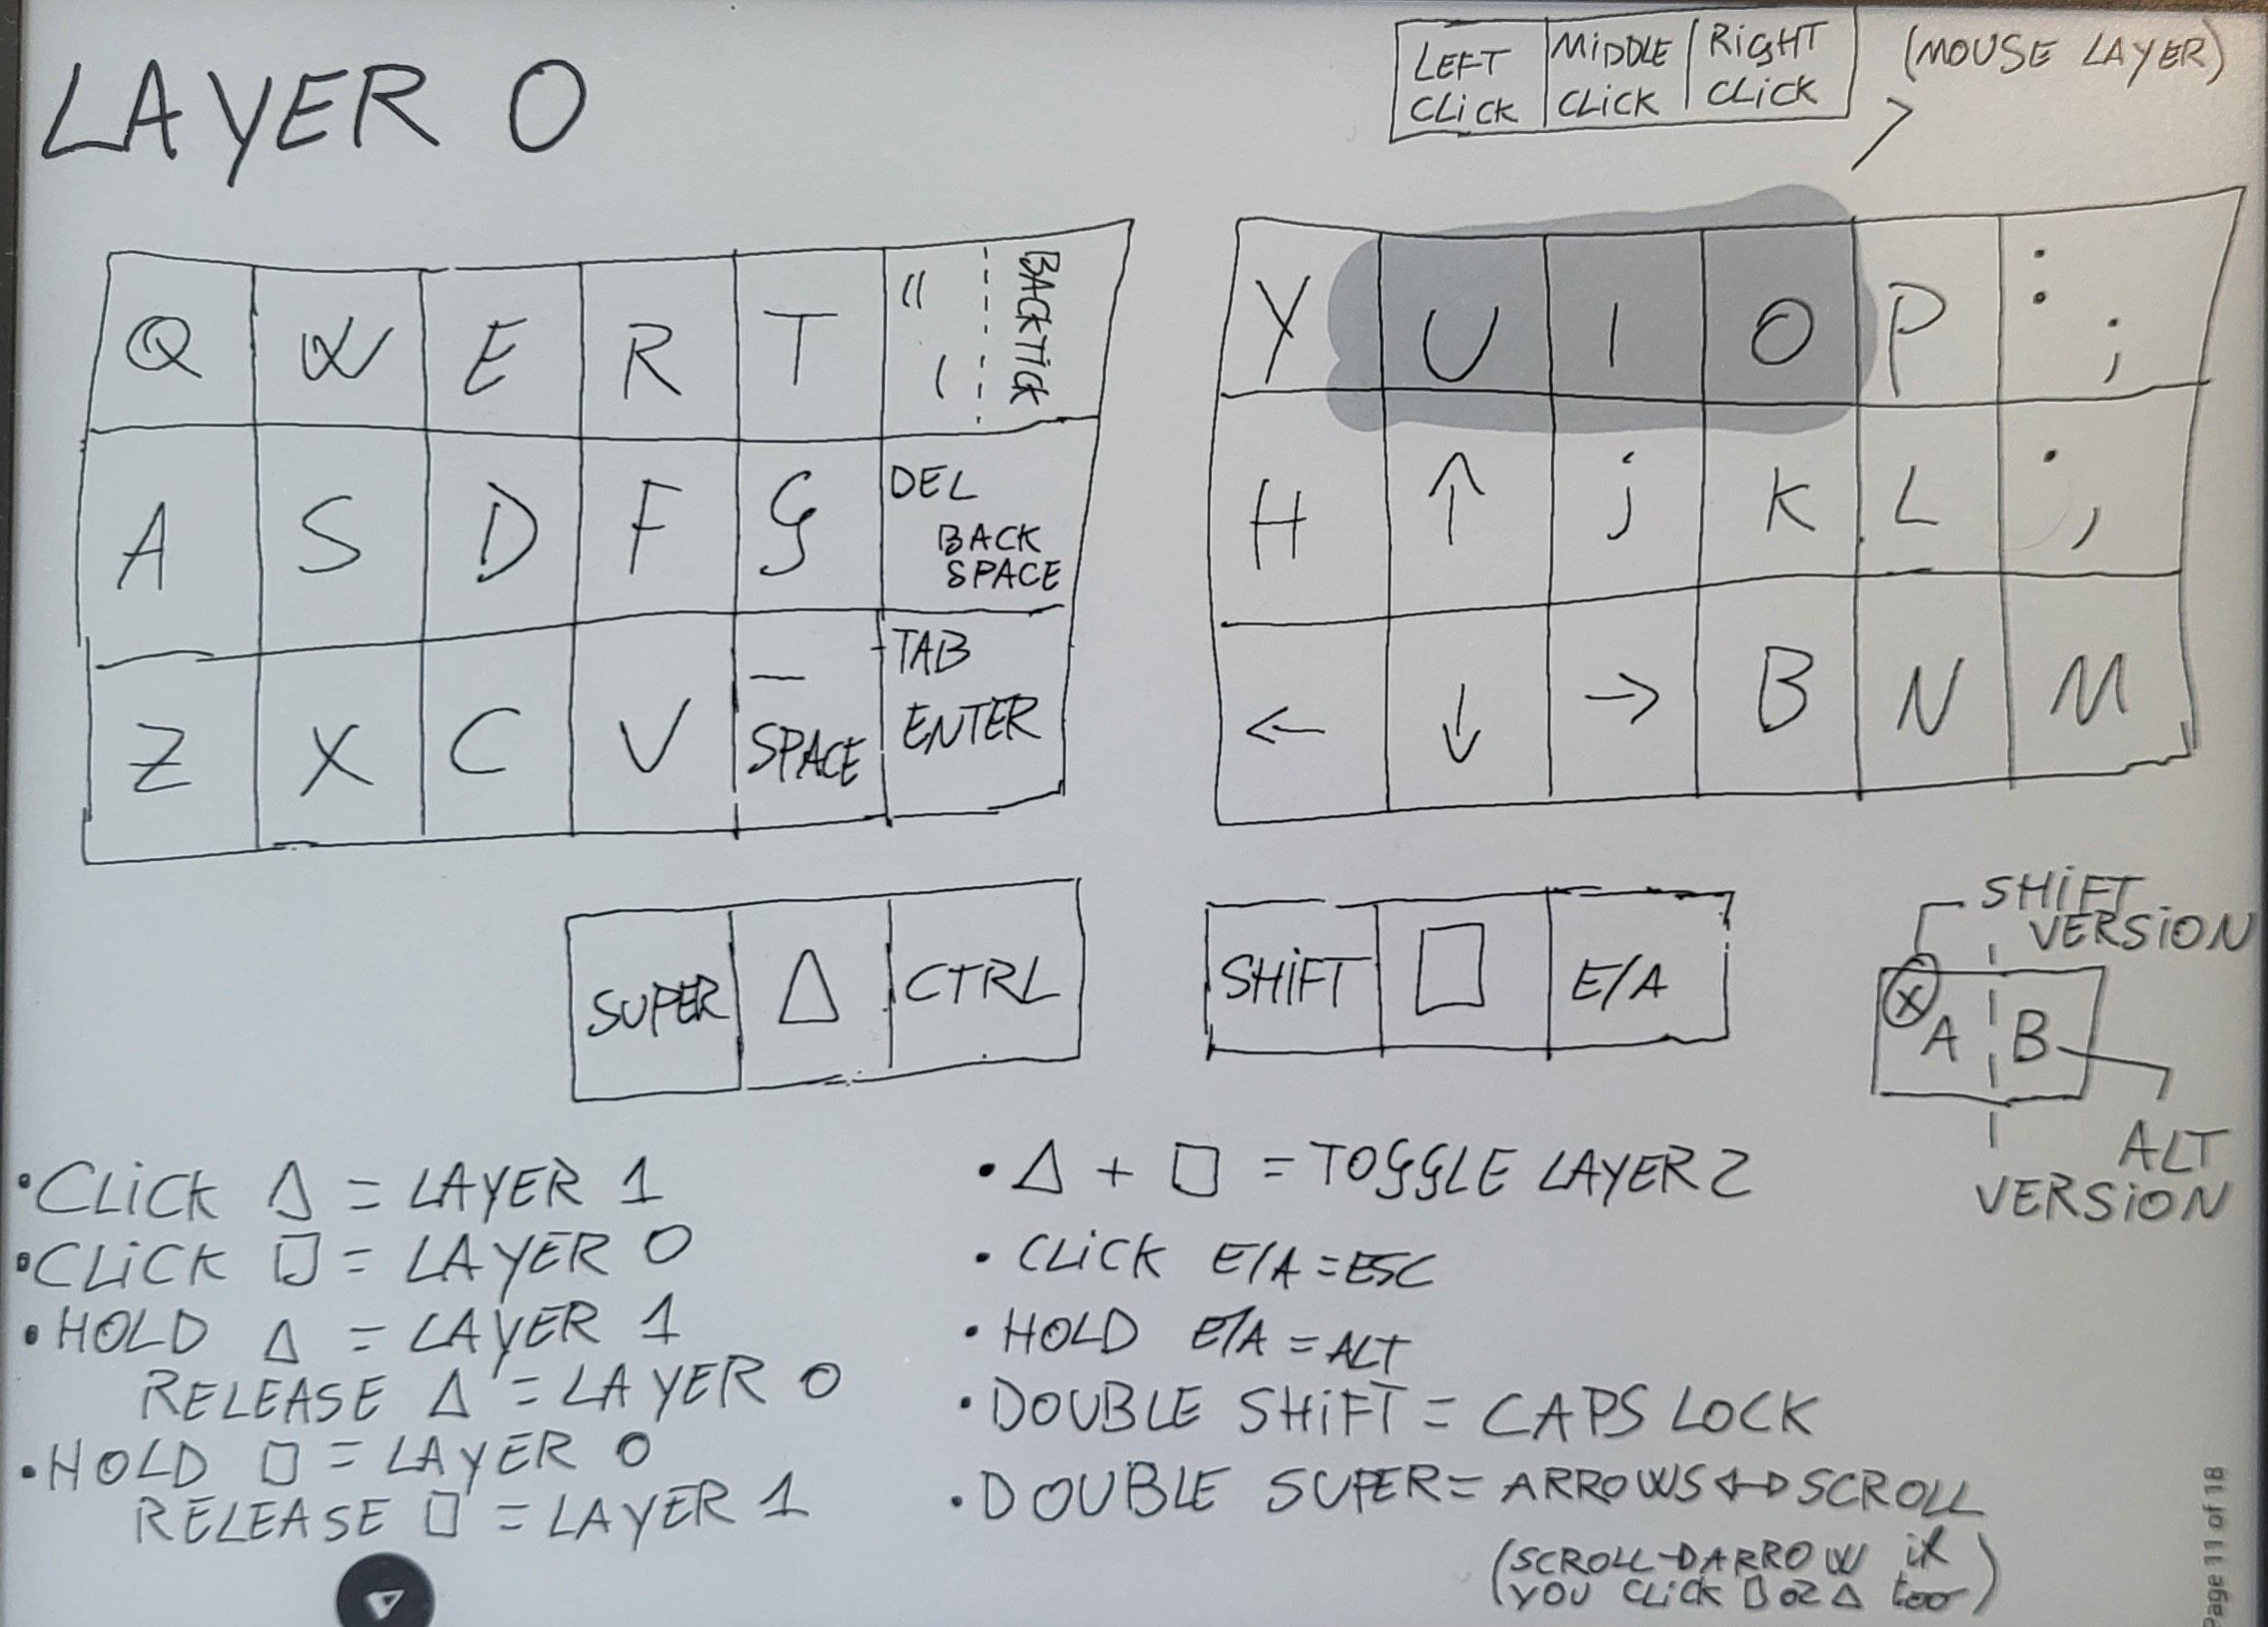 LAYER 0
LEFT CLICK MIDDLE CLICK RIGHT CLICK
(MOUSE LAYER)
Q W E R T " ' BACKTICK
A S D F G DEL BACK SPACE
Z X C V _ SPACE TAB ENTER
Y U I O P : ;
H ↑ j K L . ,
← ↓ → B N M
SUPER △ CTRL
SHiFT □ E/A
SHiFT VERSiON
X A B
ALT VERSiON
• CLiCK △ = LAYER 1
• CLiCK □ = LAYER 0
• HOLD △ = LAYER 1
RELEASE △ = LAYER 0
• HOLD □ = LAYER 0
RELEASE □ = LAYER 1
• △ + □ = TOGGLE LAYER 2
• CLiCK E/A = ESC
• HOLD E/A = ALT
• DOUBLE SHiFT = CAPS LOCK
• DOUBLE SUPER = ARROWS ↔ SCROLL
(SCROLL → ARROW if
YOU CLiCK □ OR △ too)
Page 11 of 18